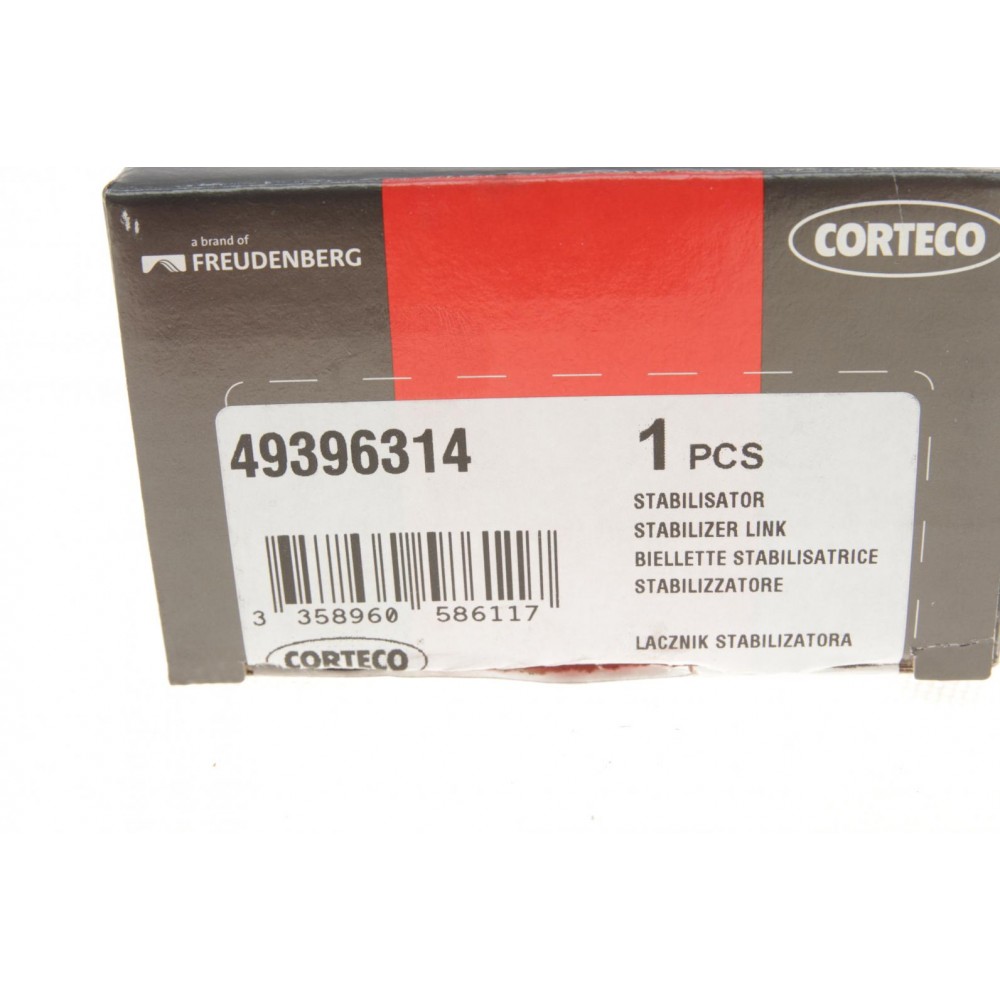 a brand of
FREUDENBERG
CORTECO
49396314
1 PCS
STABILISATOR
STABILIZER LINK
BIELLETTE STABILISATRICE
STABILIZZATORE
LACZNIK STABILIZATORA
3 358960 586117
CORTECO